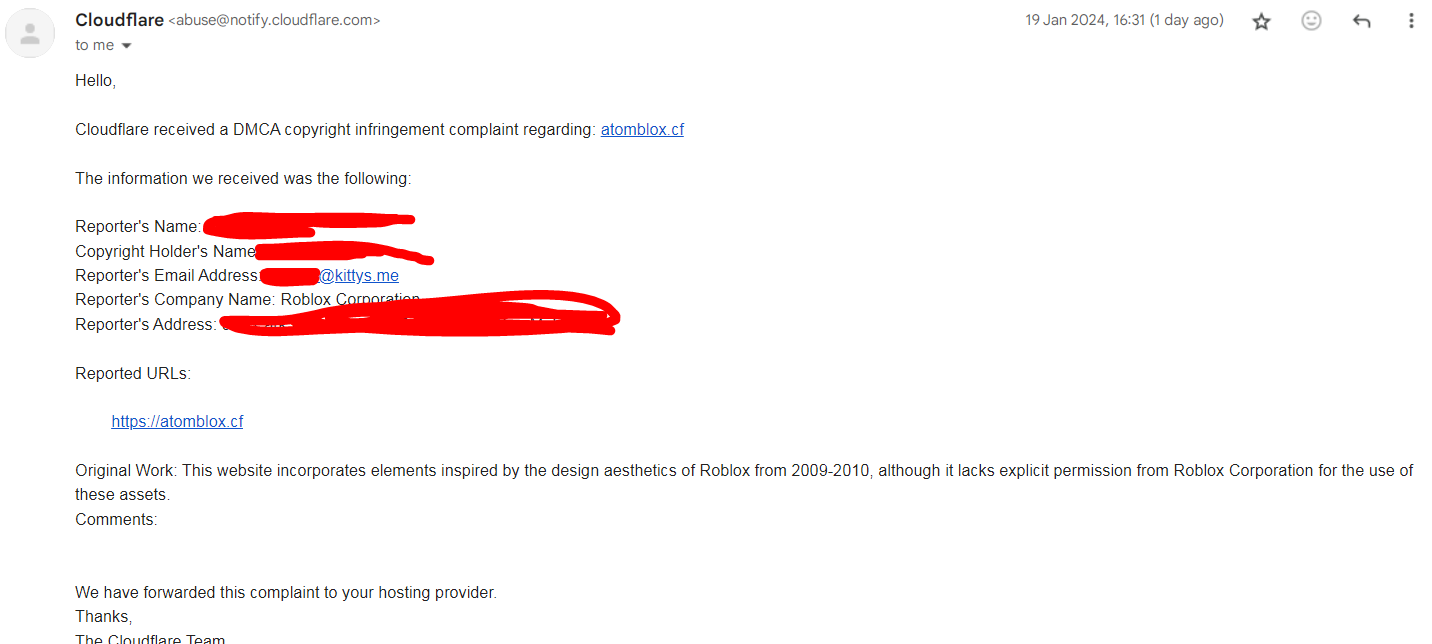 Cloudflare <abuse@notify.cloudflare.com>
19 Jan 2024, 16:31 (1 day ago)
to me
Hello,
Cloudflare received a DMCA copyright infringement complaint regarding: atomblox.cf
The information we received was the following:
Reporter's Name:
Copyright Holder's Name
Reporter's Email Address: @kittys.me
Reporter's Company Name: Roblox Corporation
Reporter's Address:
Reported URLs:
https://atomblox.cf
Original Work: This website incorporates elements inspired by the design aesthetics of Roblox from 2009-2010, although it lacks explicit permission from Roblox Corporation for the use of
these assets.
Comments:
We have forwarded this complaint to your hosting provider.
Thanks,
The Cloudflare Team